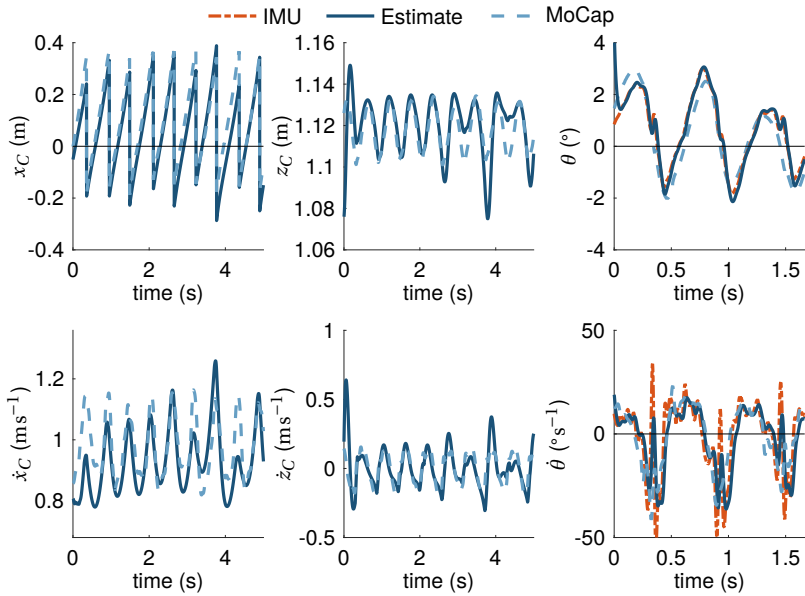 IMU Estimate MoCap
0.4 0.2 0 -0.2 -0.4
x_C (m)
0 2 4
time (s)
1.16 1.14 1.12 1.1 1.08 1.06
z_C (m)
0 2 4
time (s)
4 2 0 -2 -4
θ (°)
0 0.5 1 1.5
time (s)
1.2 1 0.8
ẋ_C (ms⁻¹)
0 2 4
time (s)
1 0.5 0 -0.5
ż_C (ms⁻¹)
0 2 4
time (s)
50 0 -50
θ̇ (° s⁻¹)
0 0.5 1 1.5
time (s)